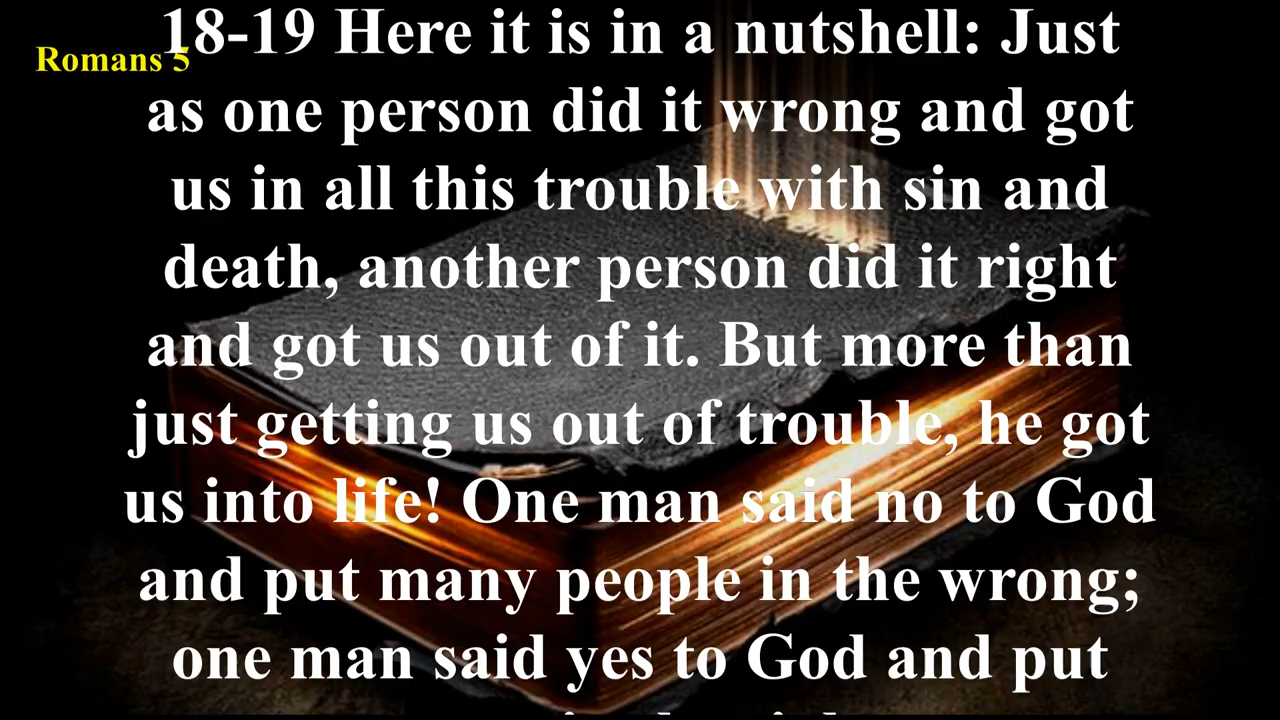 Romans 5
18-19 Here it is in a nutshell: Just
as one person did it wrong and got
us in all this trouble with sin and
death, another person did it right
and got us out of it. But more than
just getting us out of trouble, he got
us into life! One man said no to God
and put many people in the wrong;
one man said yes to God and put